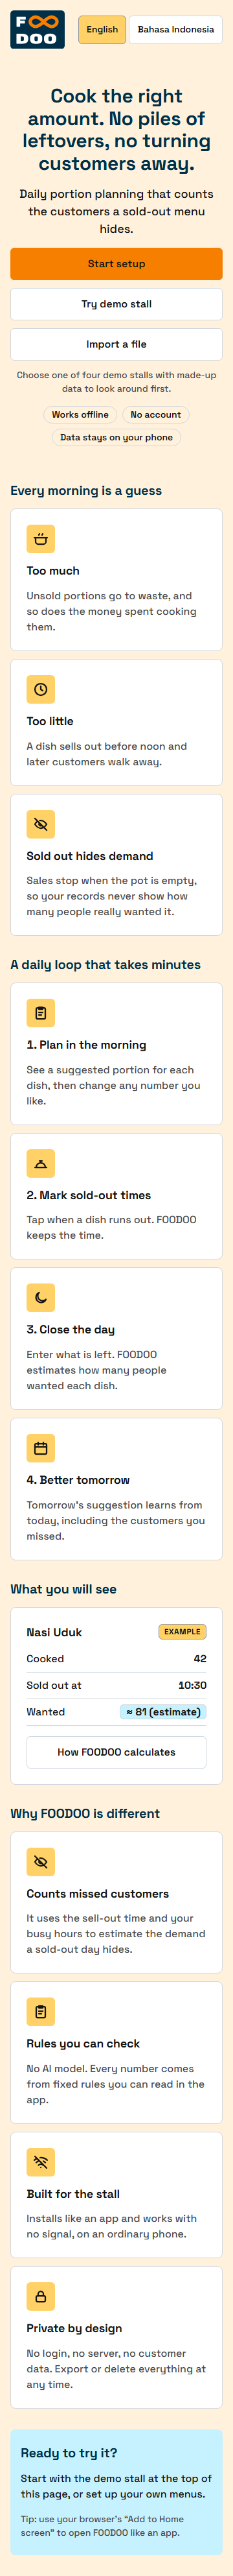 FOODOO
English
Bahasa Indonesia
Cook the right
amount. No piles of
leftovers, no turning
customers away.
Daily portion planning that counts
the customers a sold-out menu
hides.
Start setup
Try demo stall
Import a file
Choose one of four demo stalls with made-up
data to look around first.
Works offline
No account
Data stays on your phone
Every morning is a guess
Too much
Unsold portions go to waste, and
so does the money spent cooking
them.
Too little
A dish sells out before noon and
later customers walk away.
Sold out hides demand
Sales stop when the pot is empty,
so your records never show how
many people really wanted it.
A daily loop that takes minutes
1. Plan in the morning
See a suggested portion for each
dish, then change any number you
like.
2. Mark sold-out times
Tap when a dish runs out. FOODOO
keeps the time.
3. Close the day
Enter what is left. FOODOO
estimates how many people
wanted each dish.
4. Better tomorrow
Tomorrow's suggestion learns from
today, including the customers you
missed.
What you will see
Nasi Uduk
EXAMPLE
Cooked 42
Sold out at 10:30
Wanted ≈ 81 (estimate)
How FOODOO calculates
Why FOODOO is different
Counts missed customers
It uses the sell-out time and your
busy hours to estimate the demand
a sold-out day hides.
Rules you can check
No AI model. Every number comes
from fixed rules you can read in the
app.
Built for the stall
Installs like an app and works with
no signal, on an ordinary phone.
Private by design
No login, no server, no customer
data. Export or delete everything at
any time.
Ready to try it?
Start with the demo stall at the top of
this page, or set up your own menus.
Tip: use your browser's “Add to Home
screen” to open FOODOO like an app.